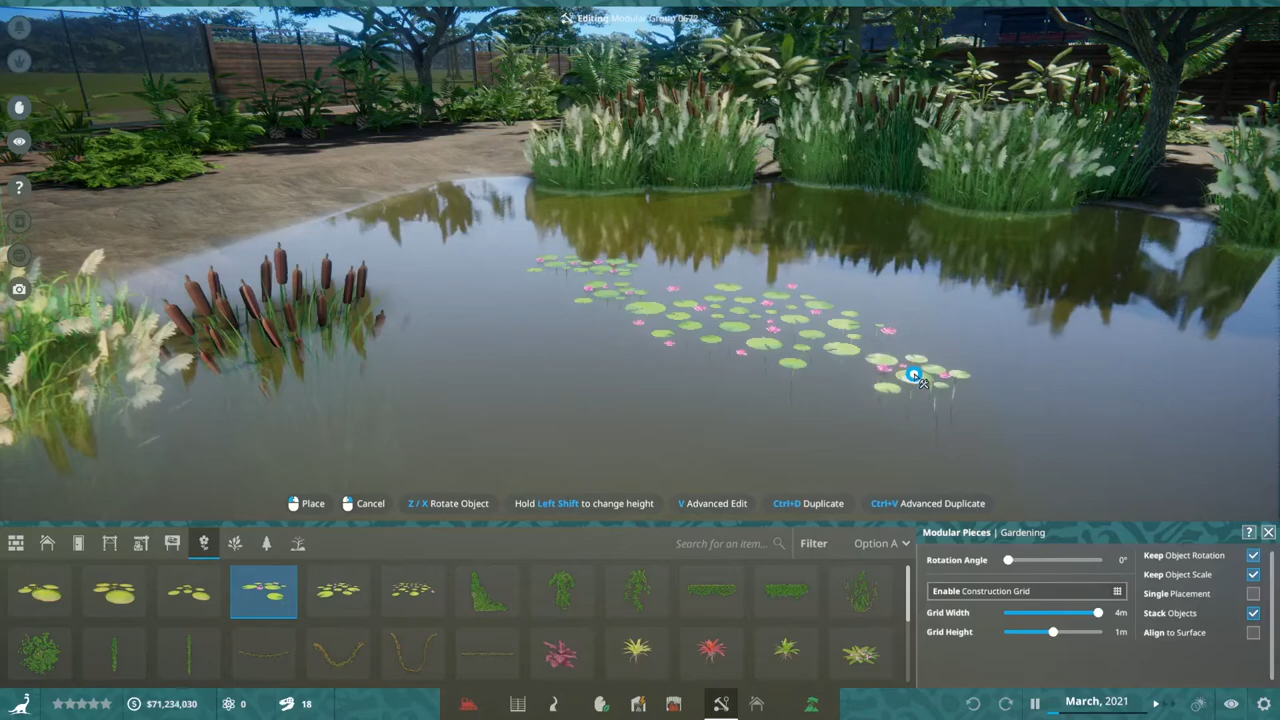 Editing Modular Group 0672
?
Place
Cancel
Z / X Rotate Object
Hold Left Shift to change height
V Advanced Edit
Ctrl+D Duplicate
Ctrl+V Advanced Duplicate
Search for an item...
Filter
Option A
Modular Pieces | Gardening
?
Rotation Angle
0°
Keep Object Rotation
Keep Object Scale
Enable Construction Grid
Single Placement
Grid Width
4m
Stack Objects
Grid Height
1m
Align to Surface
$71,234,030
0
18
March, 2021